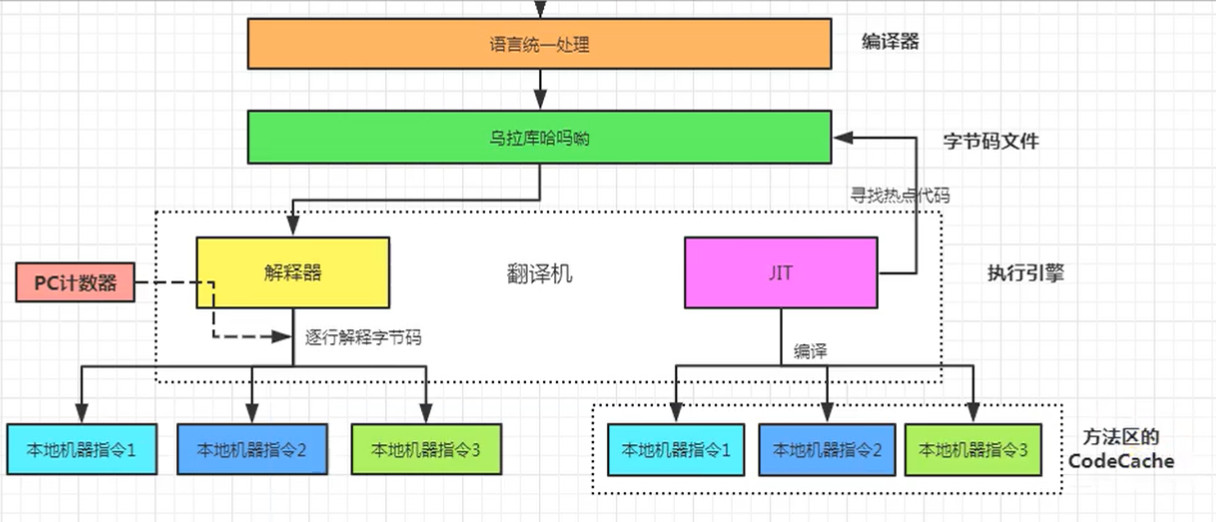 语言统一处理
编译器
乌拉库哈吗呦
字节码文件
寻找热点代码
解释器
翻译机
JIT
执行引擎
PC计数器
逐行解释字节码
编译
本地机器指令1
本地机器指令2
本地机器指令3
本地机器指令1
本地机器指令2
本地机器指令3
方法区的
CodeCache